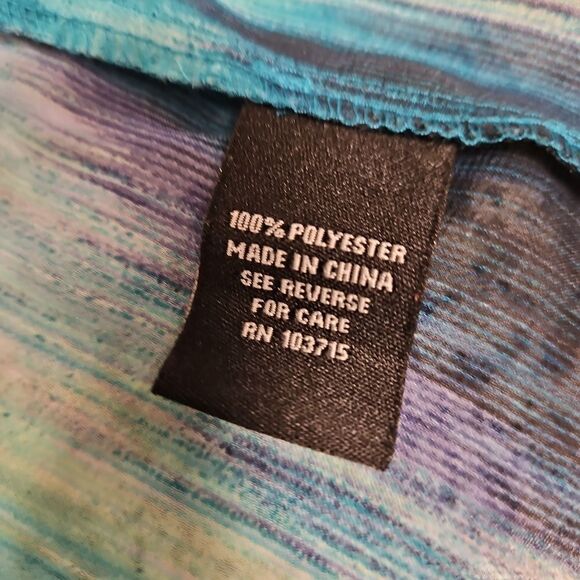 100% POLYESTER
MADE IN CHINA
SEE REVERSE
FOR CARE
RN 103715